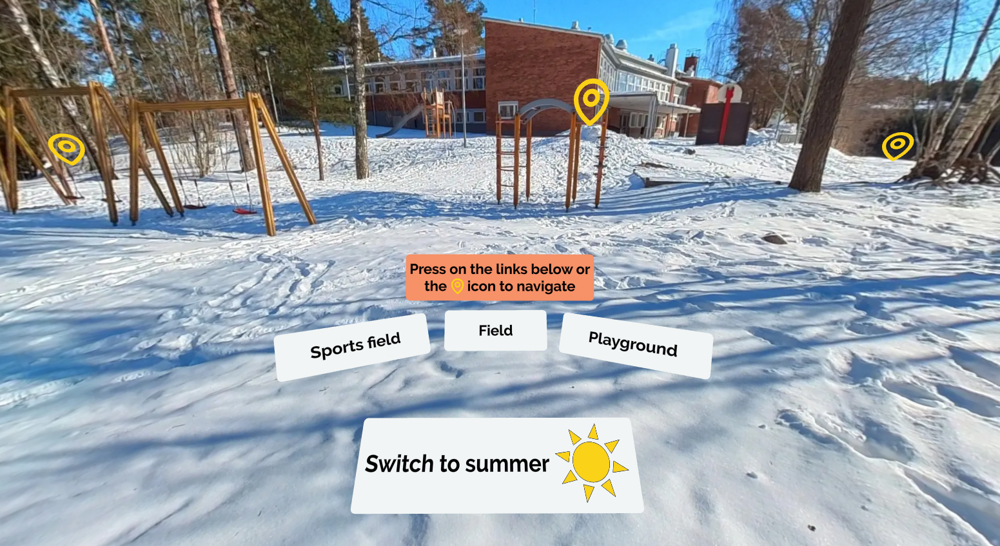 Press on the links below or
the icon to navigate
Sports field
Field
Playground
Switch to summer